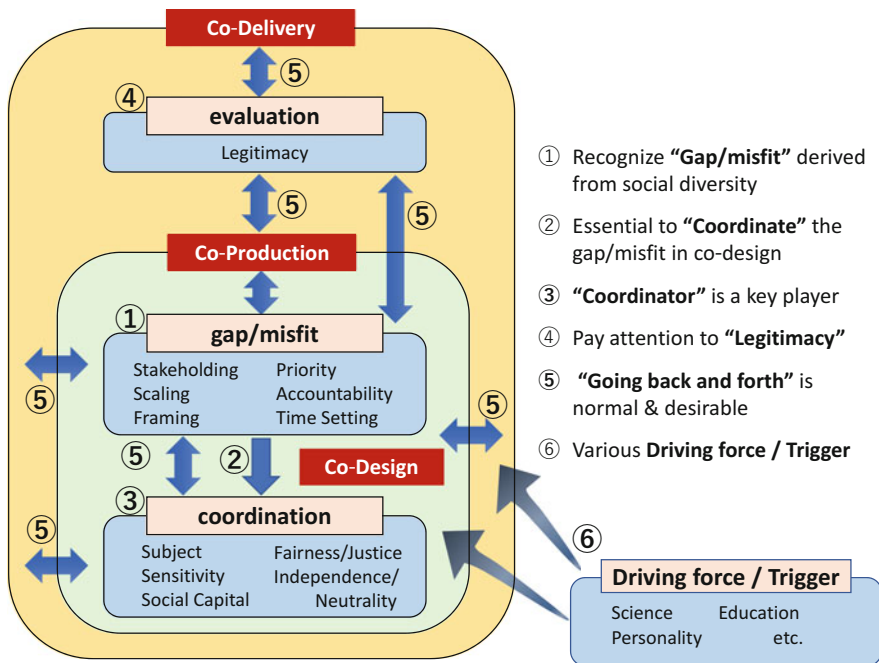 Co-Delivery
⑤
④
evaluation
Legitimacy
⑤
⑤
Co-Production
①
gap/misfit
Stakeholding Priority
Scaling Accountability
Framing Time Setting
⑤
⑤
⑤
②
Co-Design
③
coordination
⑤
Subject Fairness/Justice
Sensitivity Independence/
Social Capital Neutrality
① Recognize “Gap/misfit” derived
from social diversity
② Essential to “Coordinate” the
gap/misfit in co-design
③ “Coordinator” is a key player
④ Pay attention to “Legitimacy”
⑤ “Going back and forth” is
normal & desirable
⑥ Various Driving force / Trigger
⑥
Driving force / Trigger
Science Education
Personality etc.